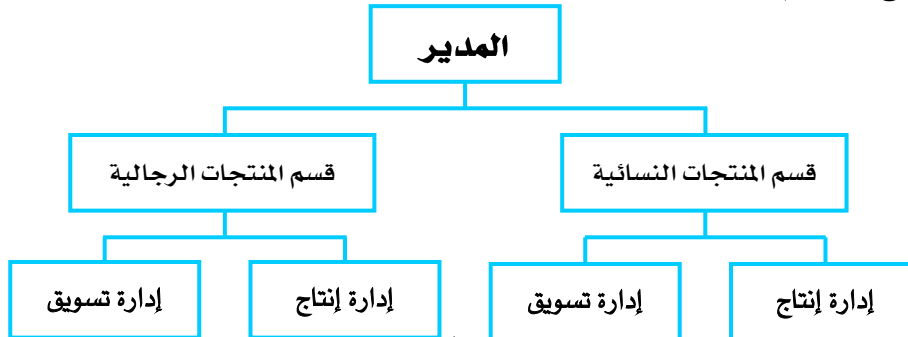 المدير
قسم المنتجات النسائية
قسم المنتجات الرجالية
إدارة إنتاج
إدارة تسويق
إدارة إنتاج
إدارة تسويق